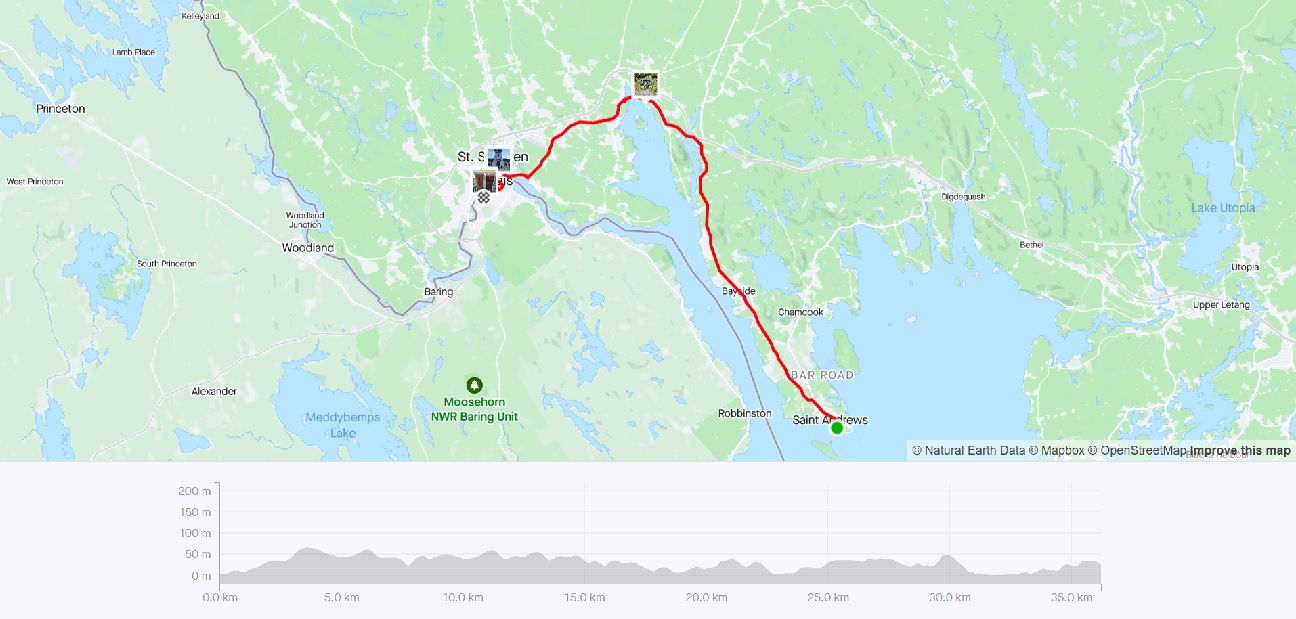 Kelleyland
Lamb Place
Princeton
St. S en
West Princeton
us
Digdeguash
Lake Utopia
Woodland
Junction
Woodland
Bethel
South Princeton
Utopia
Baring
Bayside
Upper Letang
Chamcook
BAR ROAD
Alexander
Moosehorn
NWR Baring Unit
Meddybemps
Lake
Robbinston
Saint Andrews
© Natural Earth Data © Mapbox © OpenStreetMap Improve this map
200 m
150 m
100 m
50 m
0 m
0.0 km 5.0 km 10.0 km 15.0 km 20.0 km 25.0 km 30.0 km 35.0 km